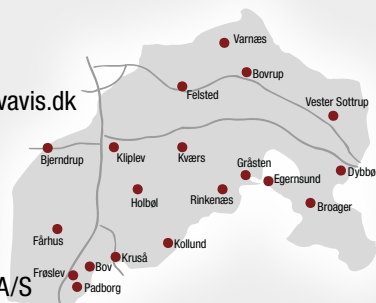 Varnæs
Bovrup
Felsted
vavis.dk
Vester Sottrup
Bjerndrup
Kliplev
Kværs
Gråsten
Egernsund
Dybbø
Holbøl
Rinkenæs
Broager
Fårhus
Kollund
Kruså
Frøslev
Bov
Padborg
A/S